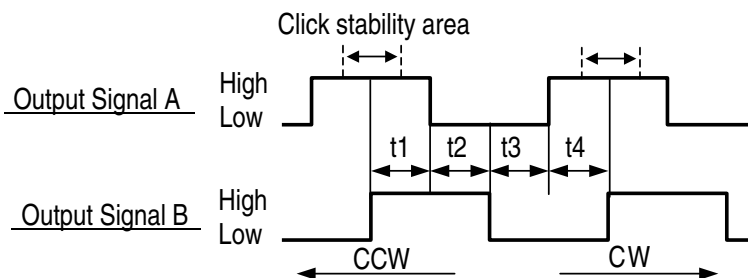 Click stability area
Output Signal A
High
Low
t1 t2 t3 t4
Output Signal B
High
Low
CCW CW